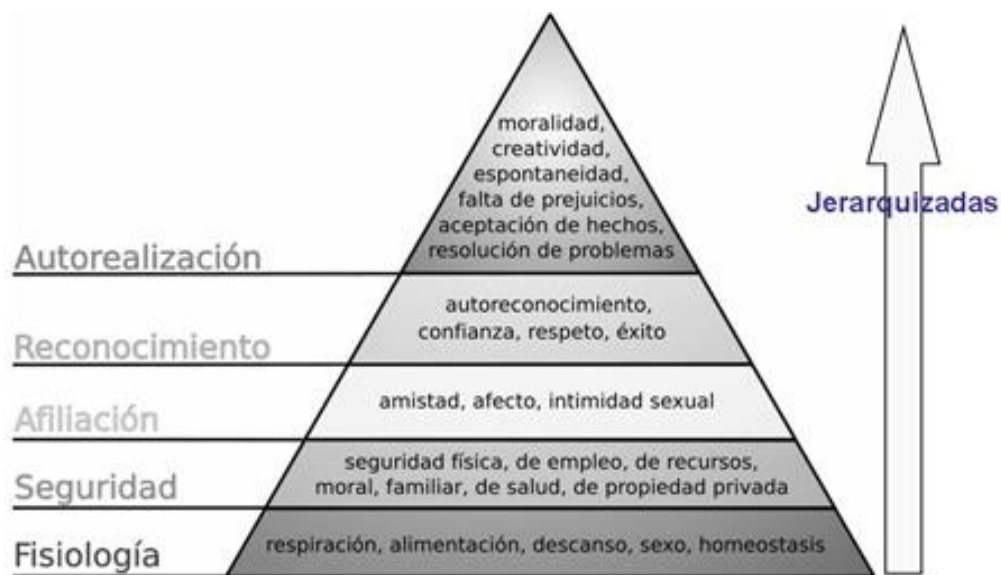 moralidad,
creatividad,
espontaneidad,
falta de prejuicios,
aceptación de hechos,
resolución de problemas
Autorealización
autoreconocimiento,
confianza, respeto, éxito
Reconocimiento
amistad, afecto, intimidad sexual
Afiliación
seguridad física, de empleo, de recursos,
moral, familiar, de salud, de propiedad privada
Seguridad
respiración, alimentación, descanso, sexo, homeostasis
Fisiología
Jerarquizadas